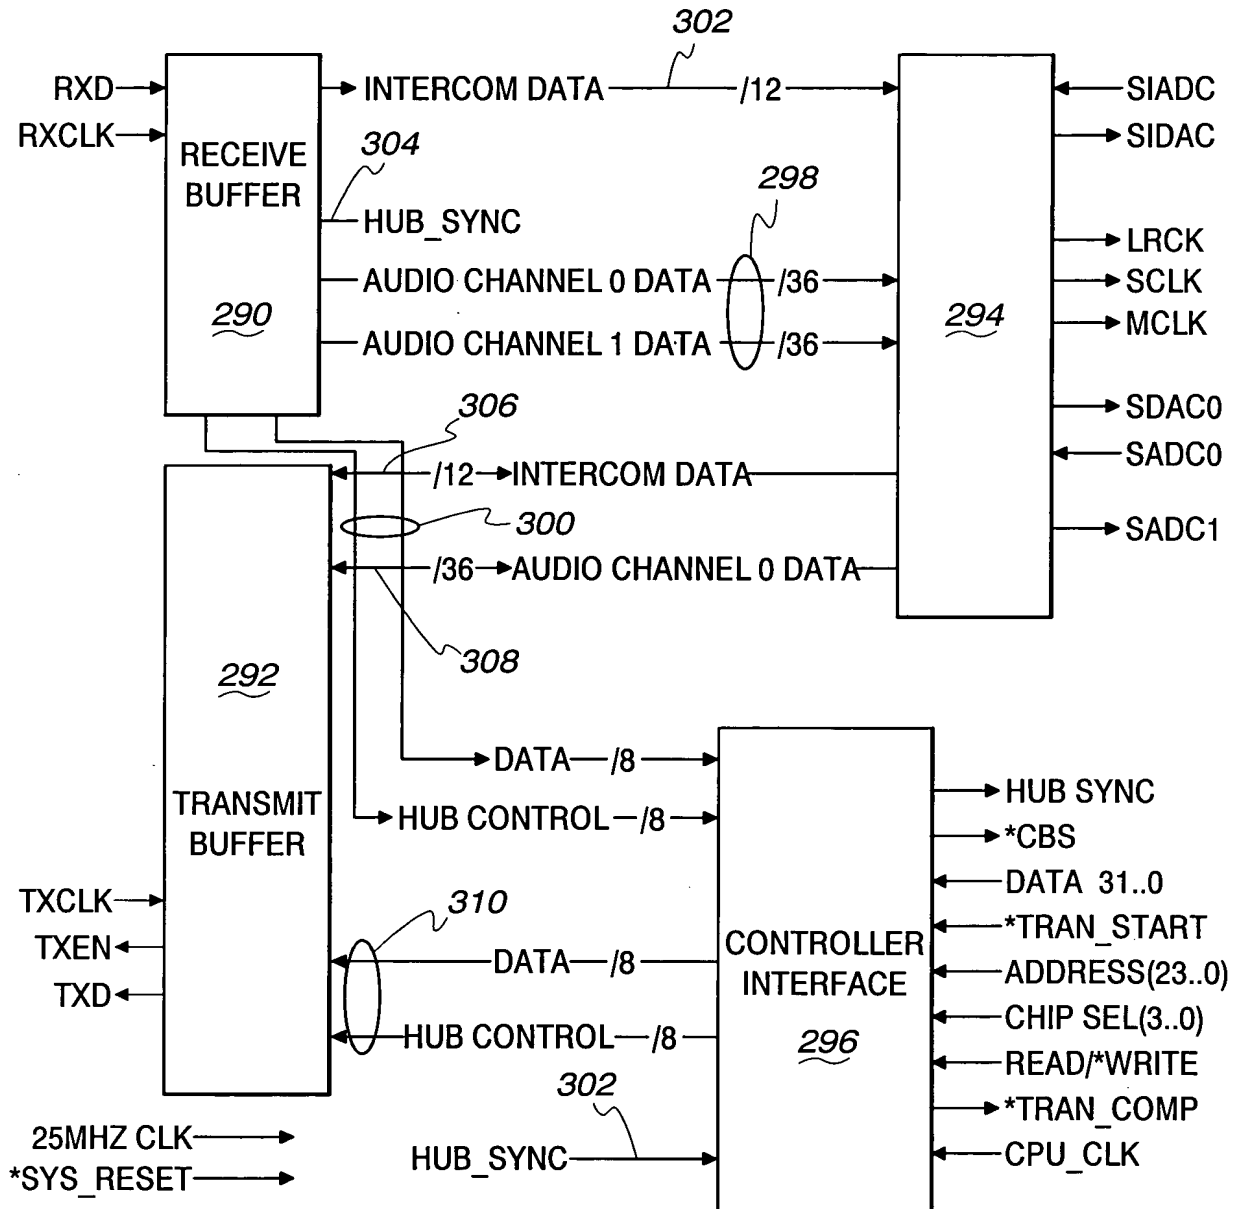 302
RXD
INTERCOM DATA /12
SIADC
RXCLK
SIDAC
RECEIVE
BUFFER
304
HUB_SYNC
298
LRCK
AUDIO CHANNEL 0 DATA /36
SCLK
290
294
MCLK
AUDIO CHANNEL 1 DATA /36
306
SDAC0
/12 INTERCOM DATA
SADC0
300
SADC1
/36 AUDIO CHANNEL 0 DATA
308
292
DATA /8
HUB SYNC
TRANSMIT
BUFFER
HUB CONTROL /8
*CBS
DATA 31..0
TXCLK
310
*TRAN_START
TXEN
DATA /8
CONTROLLER
INTERFACE
ADDRESS(23..0)
TXD
CHIP SEL(3..0)
HUB CONTROL /8
296
READ/*WRITE
302
*TRAN_COMP
25MHZ CLK
HUB_SYNC
CPU_CLK
*SYS_RESET